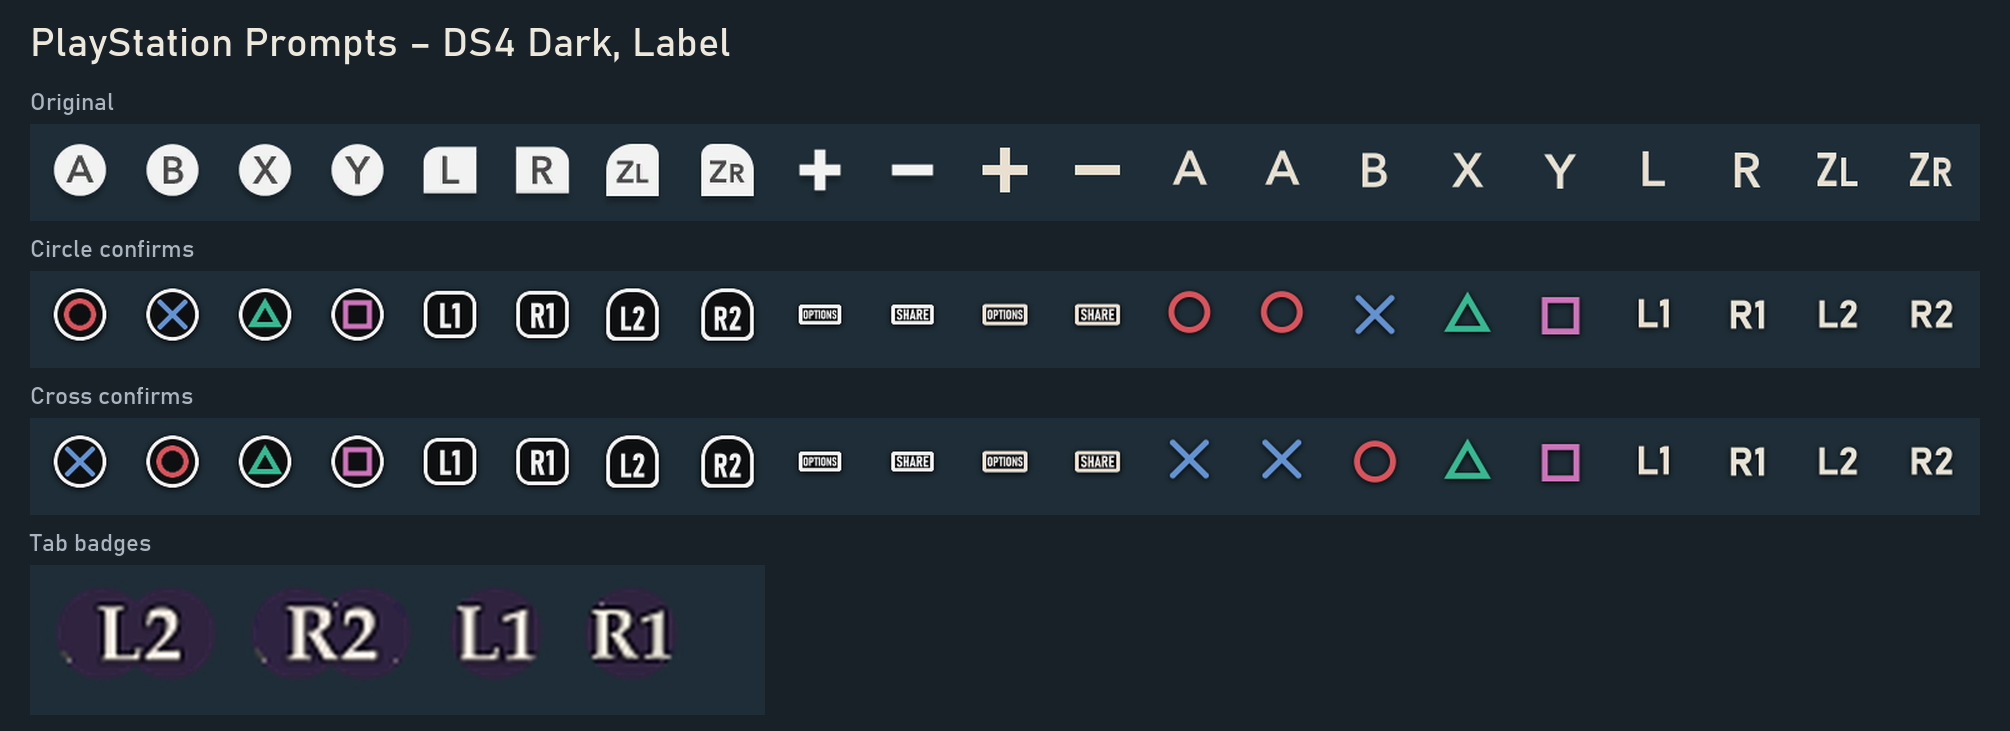 PlayStation Prompts – DS4 Dark, Label
Original
A B X Y L R ZL ZR + − + − A A B X Y L R ZL ZR
Circle confirms
L1 R1 L2 R2 OPTIONS SHARE OPTIONS SHARE L1 R1 L2 R2
Cross confirms
L1 R1 L2 R2 OPTIONS SHARE OPTIONS SHARE L1 R1 L2 R2
Tab badges
L2 R2 L1 R1